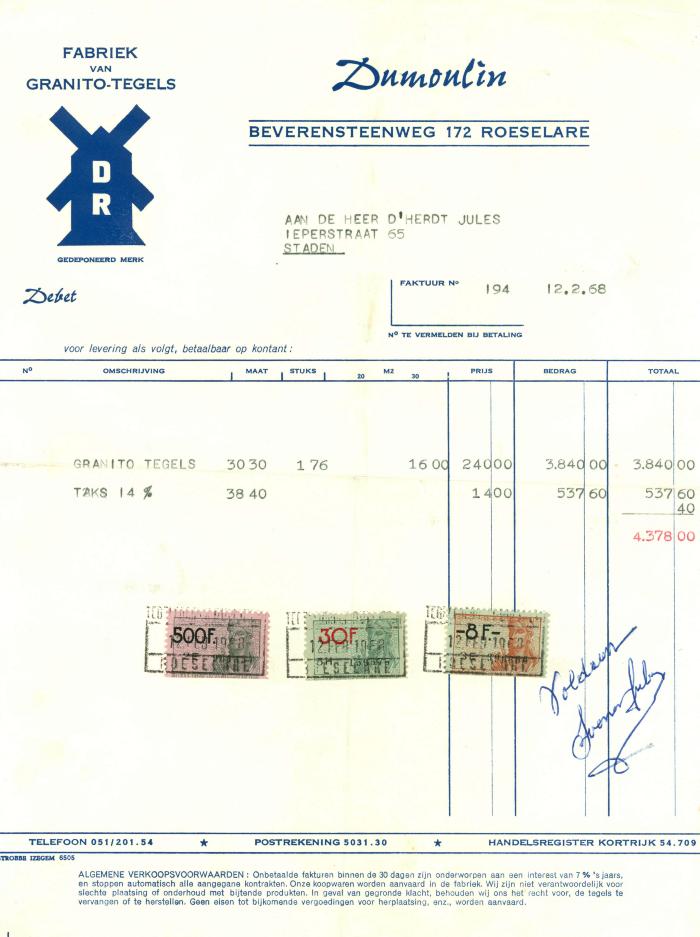 FABRIEK
VAN
GRANITO-TEGELS
D
R
GEDEPONEERD MERK
Dumoulin
BEVERENSTEENWEG 172 ROESELARE
AAN DE HEER D'HERDT JULES
IEPERSTRAAT 65
STADEN
Debet
FAKTUUR Nº 194 12.2.68
Nº TE VERMELDEN BIJ BETALING
voor levering als volgt, betaalbaar op kontant :
Nº OMSCHRIJVING MAAT STUKS 20 M2 30 PRIJS BEDRAG TOTAAL
GRANITO TEGELS 30 30 1 76 16 00 240 00 3.840 00 3.840 00
TAKS 14 % 38 40 14 00 537 60 537 60
40
4.378 00
500F. 30F 8F.-
12 FEB 1968
ROESELARE
Voldaan
TELEFOON 051/201.54 ★ POSTREKENING 5031.30 ★ HANDELSREGISTER KORTRIJK 54.709
STROBBE IZEGEM 6505
ALGEMENE VERKOOPSVOORWAARDEN : Onbetaalde fakturen binnen de 30 dagen zijn onderworpen aan een interest van 7 % 's jaars,
en stoppen automatisch alle aangegane kontrakten. Onze koopwaren worden aanvaard in de fabriek. Wij zijn niet verantwoordelijk voor
slechte plaatsing of onderhoud met bijtende produkten. In geval van gegronde klacht, behouden wij ons het recht voor, de tegels te
vervangen of te herstellen. Geen eisen tot bijkomende vergoedingen voor herplaatsing, enz., worden aanvaard.